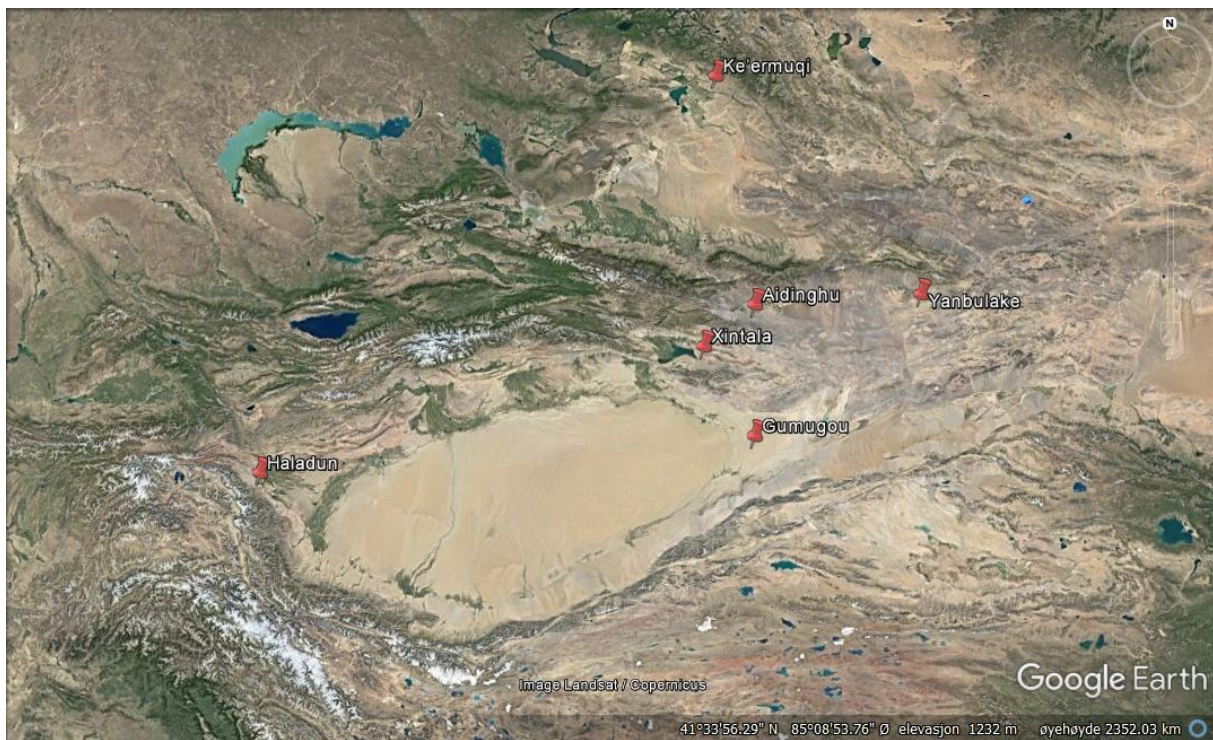 N
Ke'ermuqi
Aidinghu
Yanbulake
Xintala
Gumugou
Haladun
Image Landsat / Copernicus
Google Earth
41°33'56.29" N 85°08'53.76" Ø elevasjon 1232 m øyehøyde 2352.03 km